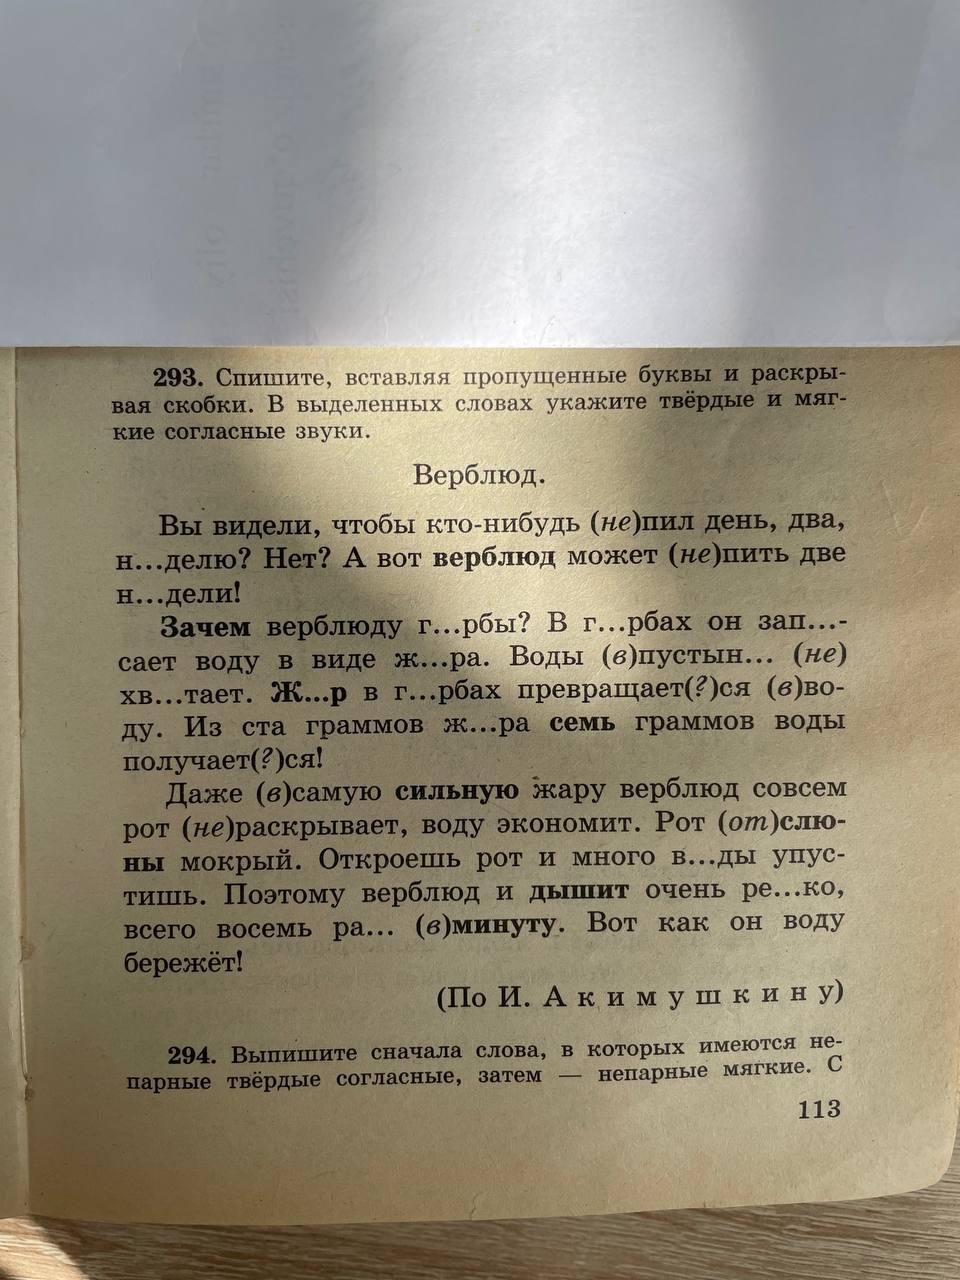 293. Спишите, вставляя пропущенные буквы и раскры-
вая скобки. В выделенных словах укажите твёрдые и мяг-
кие согласные звуки.
Верблюд.
Вы видели, чтобы кто-нибудь (не)пил день, два,
н...делю? Нет? А вот верблюд может (не)пить две
н...дели!
Зачем верблюду г...рбы? В г...рбах он зап...-
сает воду в виде ж...ра. Воды (в)пустын... (не)
хв...тает. Ж...р в г...рбах превращает(?)ся (в)во-
ду. Из ста граммов ж...ра семь граммов воды
получает(?)ся!
Даже (в)самую сильную жару верблюд совсем
рот (не)раскрывает, воду экономит. Рот (от)слю-
ны мокрый. Откроешь рот и много в...ды упус-
тишь. Поэтому верблюд и дышит очень ре...ко,
всего восемь ра... (в)минуту. Вот как он воду
бережёт!
(По И. Акимушкину)
294. Выпишите сначала слова, в которых имеются не-
парные твёрдые согласные, затем — непарные мягкие. С
113